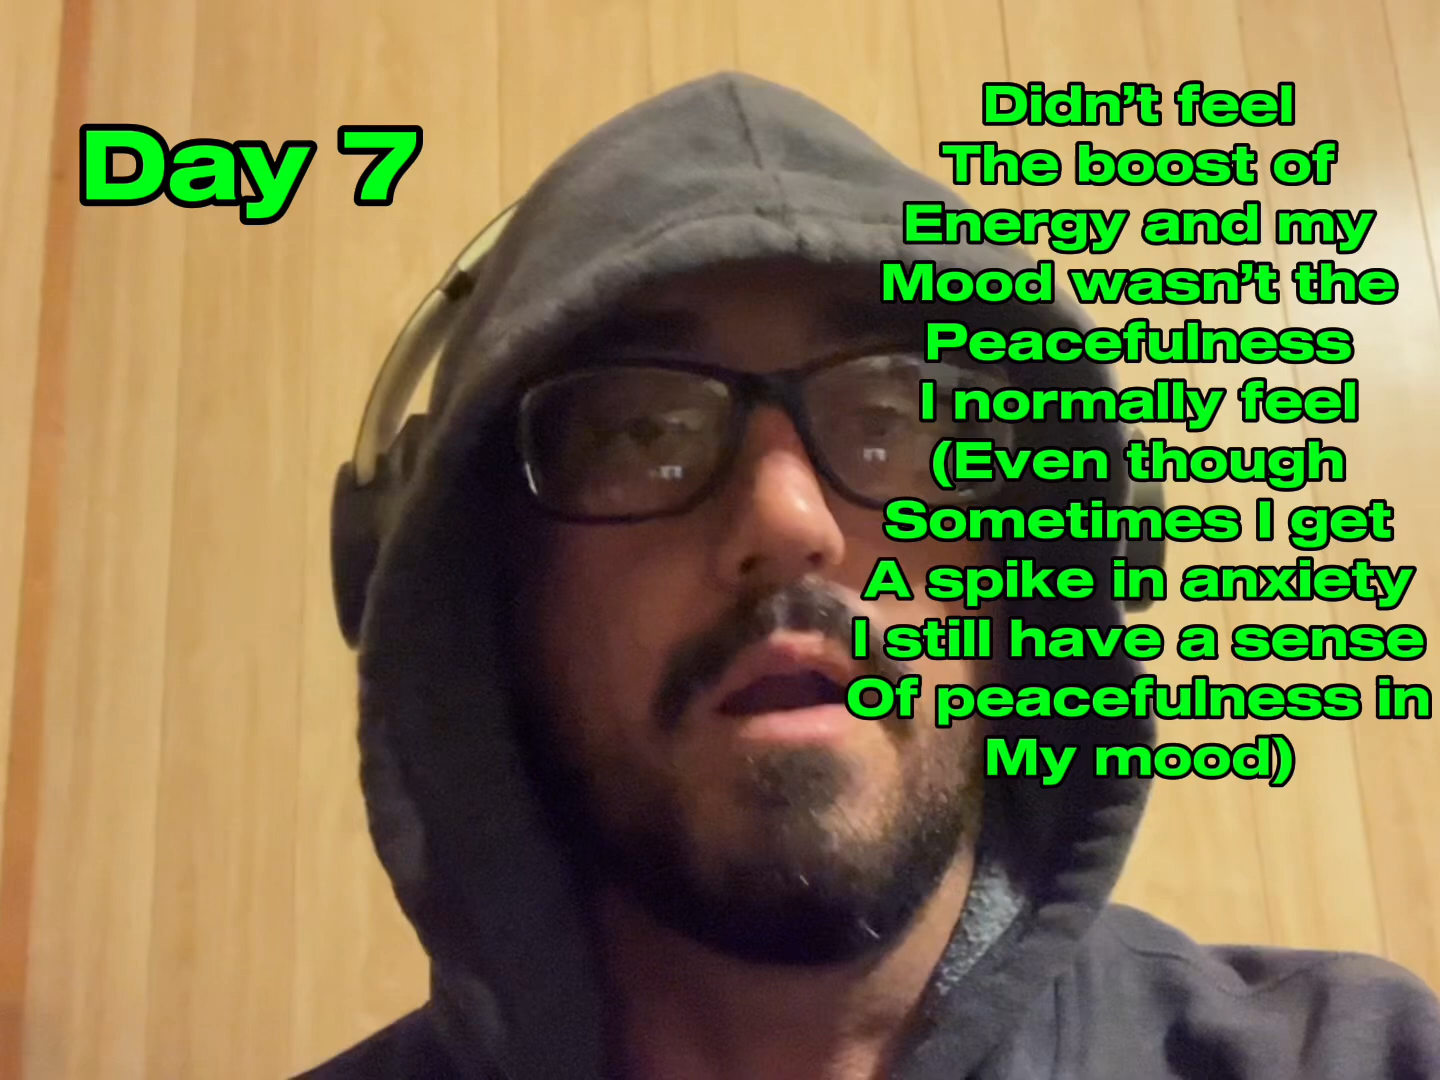 Day 7
Didn’t feel
The boost of
Energy and my
Mood wasn’t the
Peacefulness
I normally feel
(Even though
Sometimes I get
A spike in anxiety
I still have a sense
Of peacefulness in
My mood)